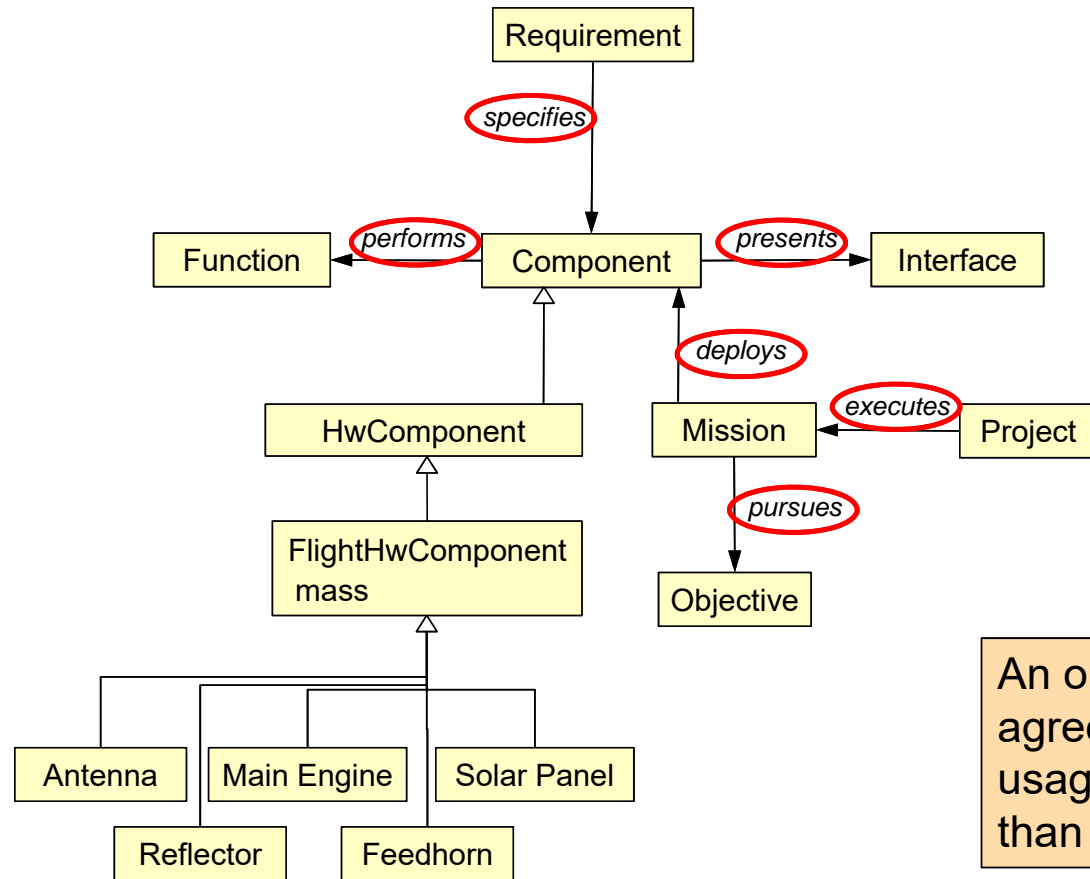 Requirement
specifies
performs
presents
Function
Component
Interface
deploys
executes
HwComponent
Mission
Project
pursues
FlightHwComponent
mass
Objective
An o
agree
usag
than
Antenna
Main Engine
Solar Panel
Reflector
Feedhorn